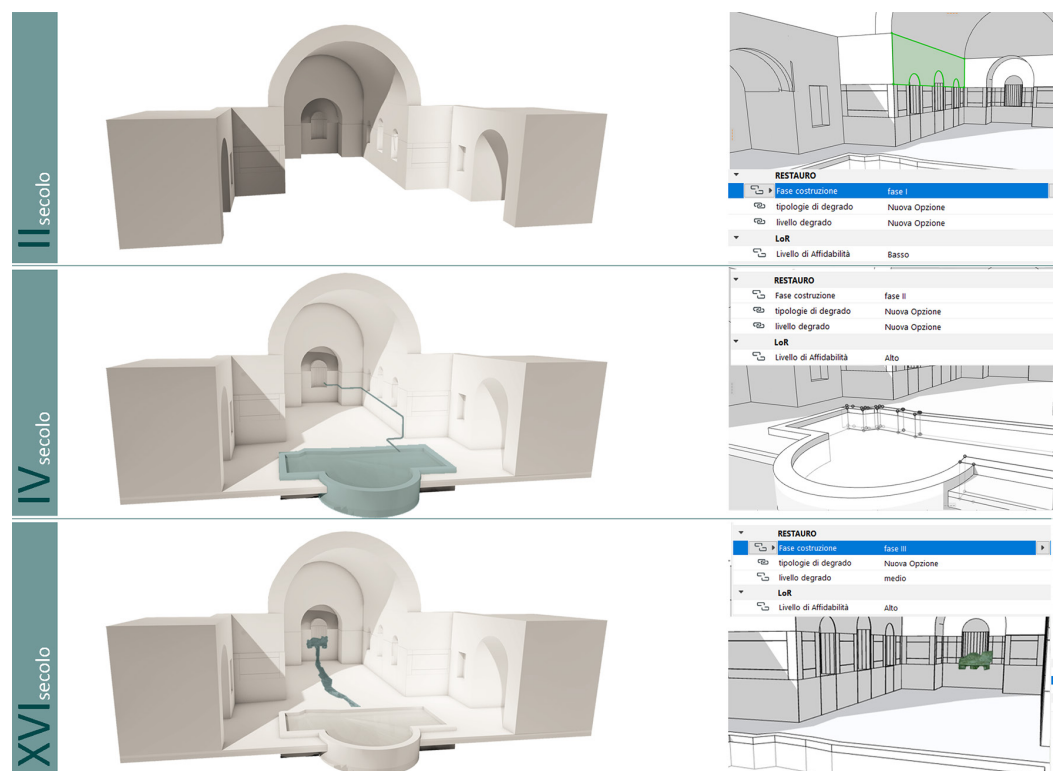 II secolo
RESTAURO
Fase costruzione fase I
tipologie di degrado Nuova Opzione
livello degrado Nuova Opzione
LoR
Livello di Affidabilità Basso
IV secolo
RESTAURO
Fase costruzione fase II
tipologie di degrado Nuova Opzione
livello degrado Nuova Opzione
LoR
Livello di Affidabilità Alto
XVI secolo
RESTAURO
Fase costruzione fase III
tipologie di degrado Nuova Opzione
livello degrado medio
LoR
Livello di Affidabilità Alto